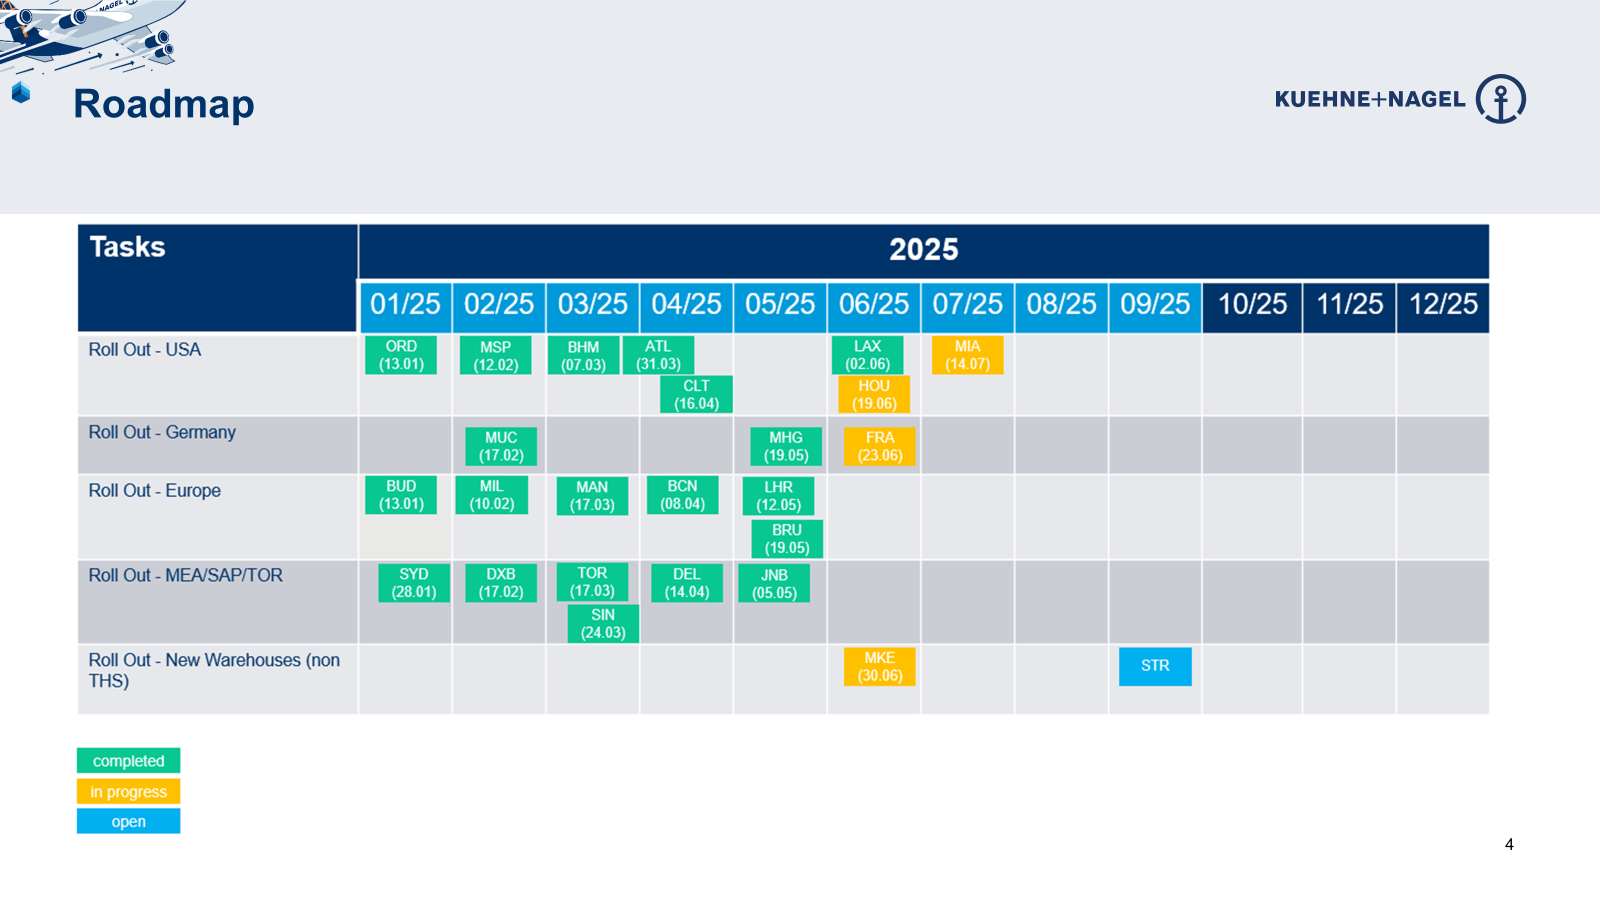 NAGEL
Roadmap
KUEHNE+NAGEL
Tasks
2025
01/25 02/25 03/25 04/25 05/25 06/25 07/25 08/25 09/25 10/25 11/25 12/25
Roll Out - USA
ORD
(13.01)
MSP
(12.02)
BHM
(07.03)
ATL
(31.03)
CLT
(16.04)
LAX
(02.06)
HOU
(19.06)
MIA
(14.07)
Roll Out - Germany
MUC
(17.02)
MHG
(19.05)
FRA
(23.06)
Roll Out - Europe
BUD
(13.01)
MIL
(10.02)
MAN
(17.03)
BCN
(08.04)
LHR
(12.05)
BRU
(19.05)
Roll Out - MEA/SAP/TOR
SYD
(28.01)
DXB
(17.02)
TOR
(17.03)
SIN
(24.03)
DEL
(14.04)
JNB
(05.05)
Roll Out - New Warehouses (non
THS)
MKE
(30.06)
STR
completed
in progress
open
4